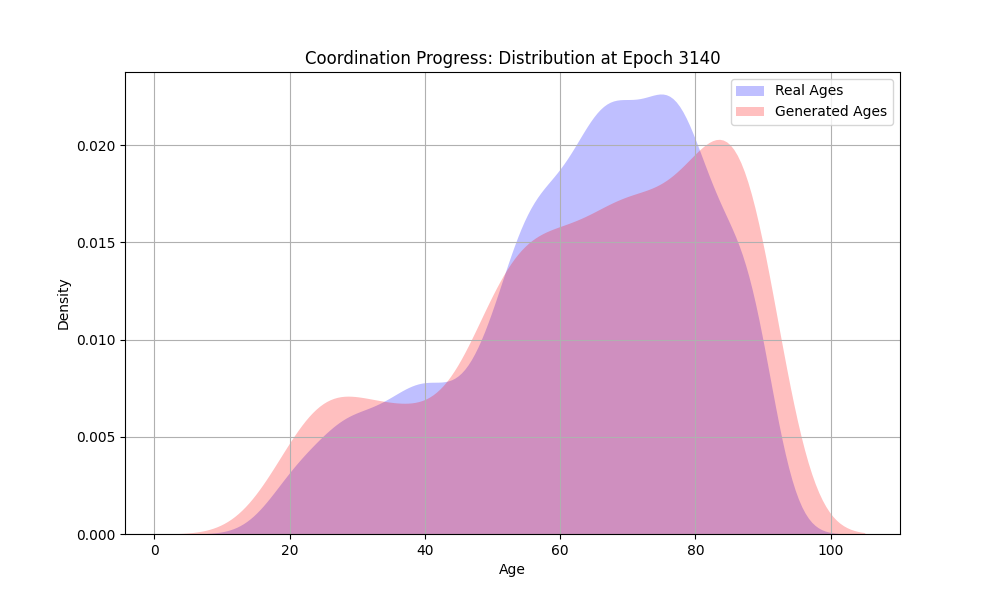 Coordination Progress: Distribution at Epoch 3140
Real Ages
Generated Ages
0.020
0.015
0.010
0.005
0.000
Density
0 20 40 60 80 100
Age